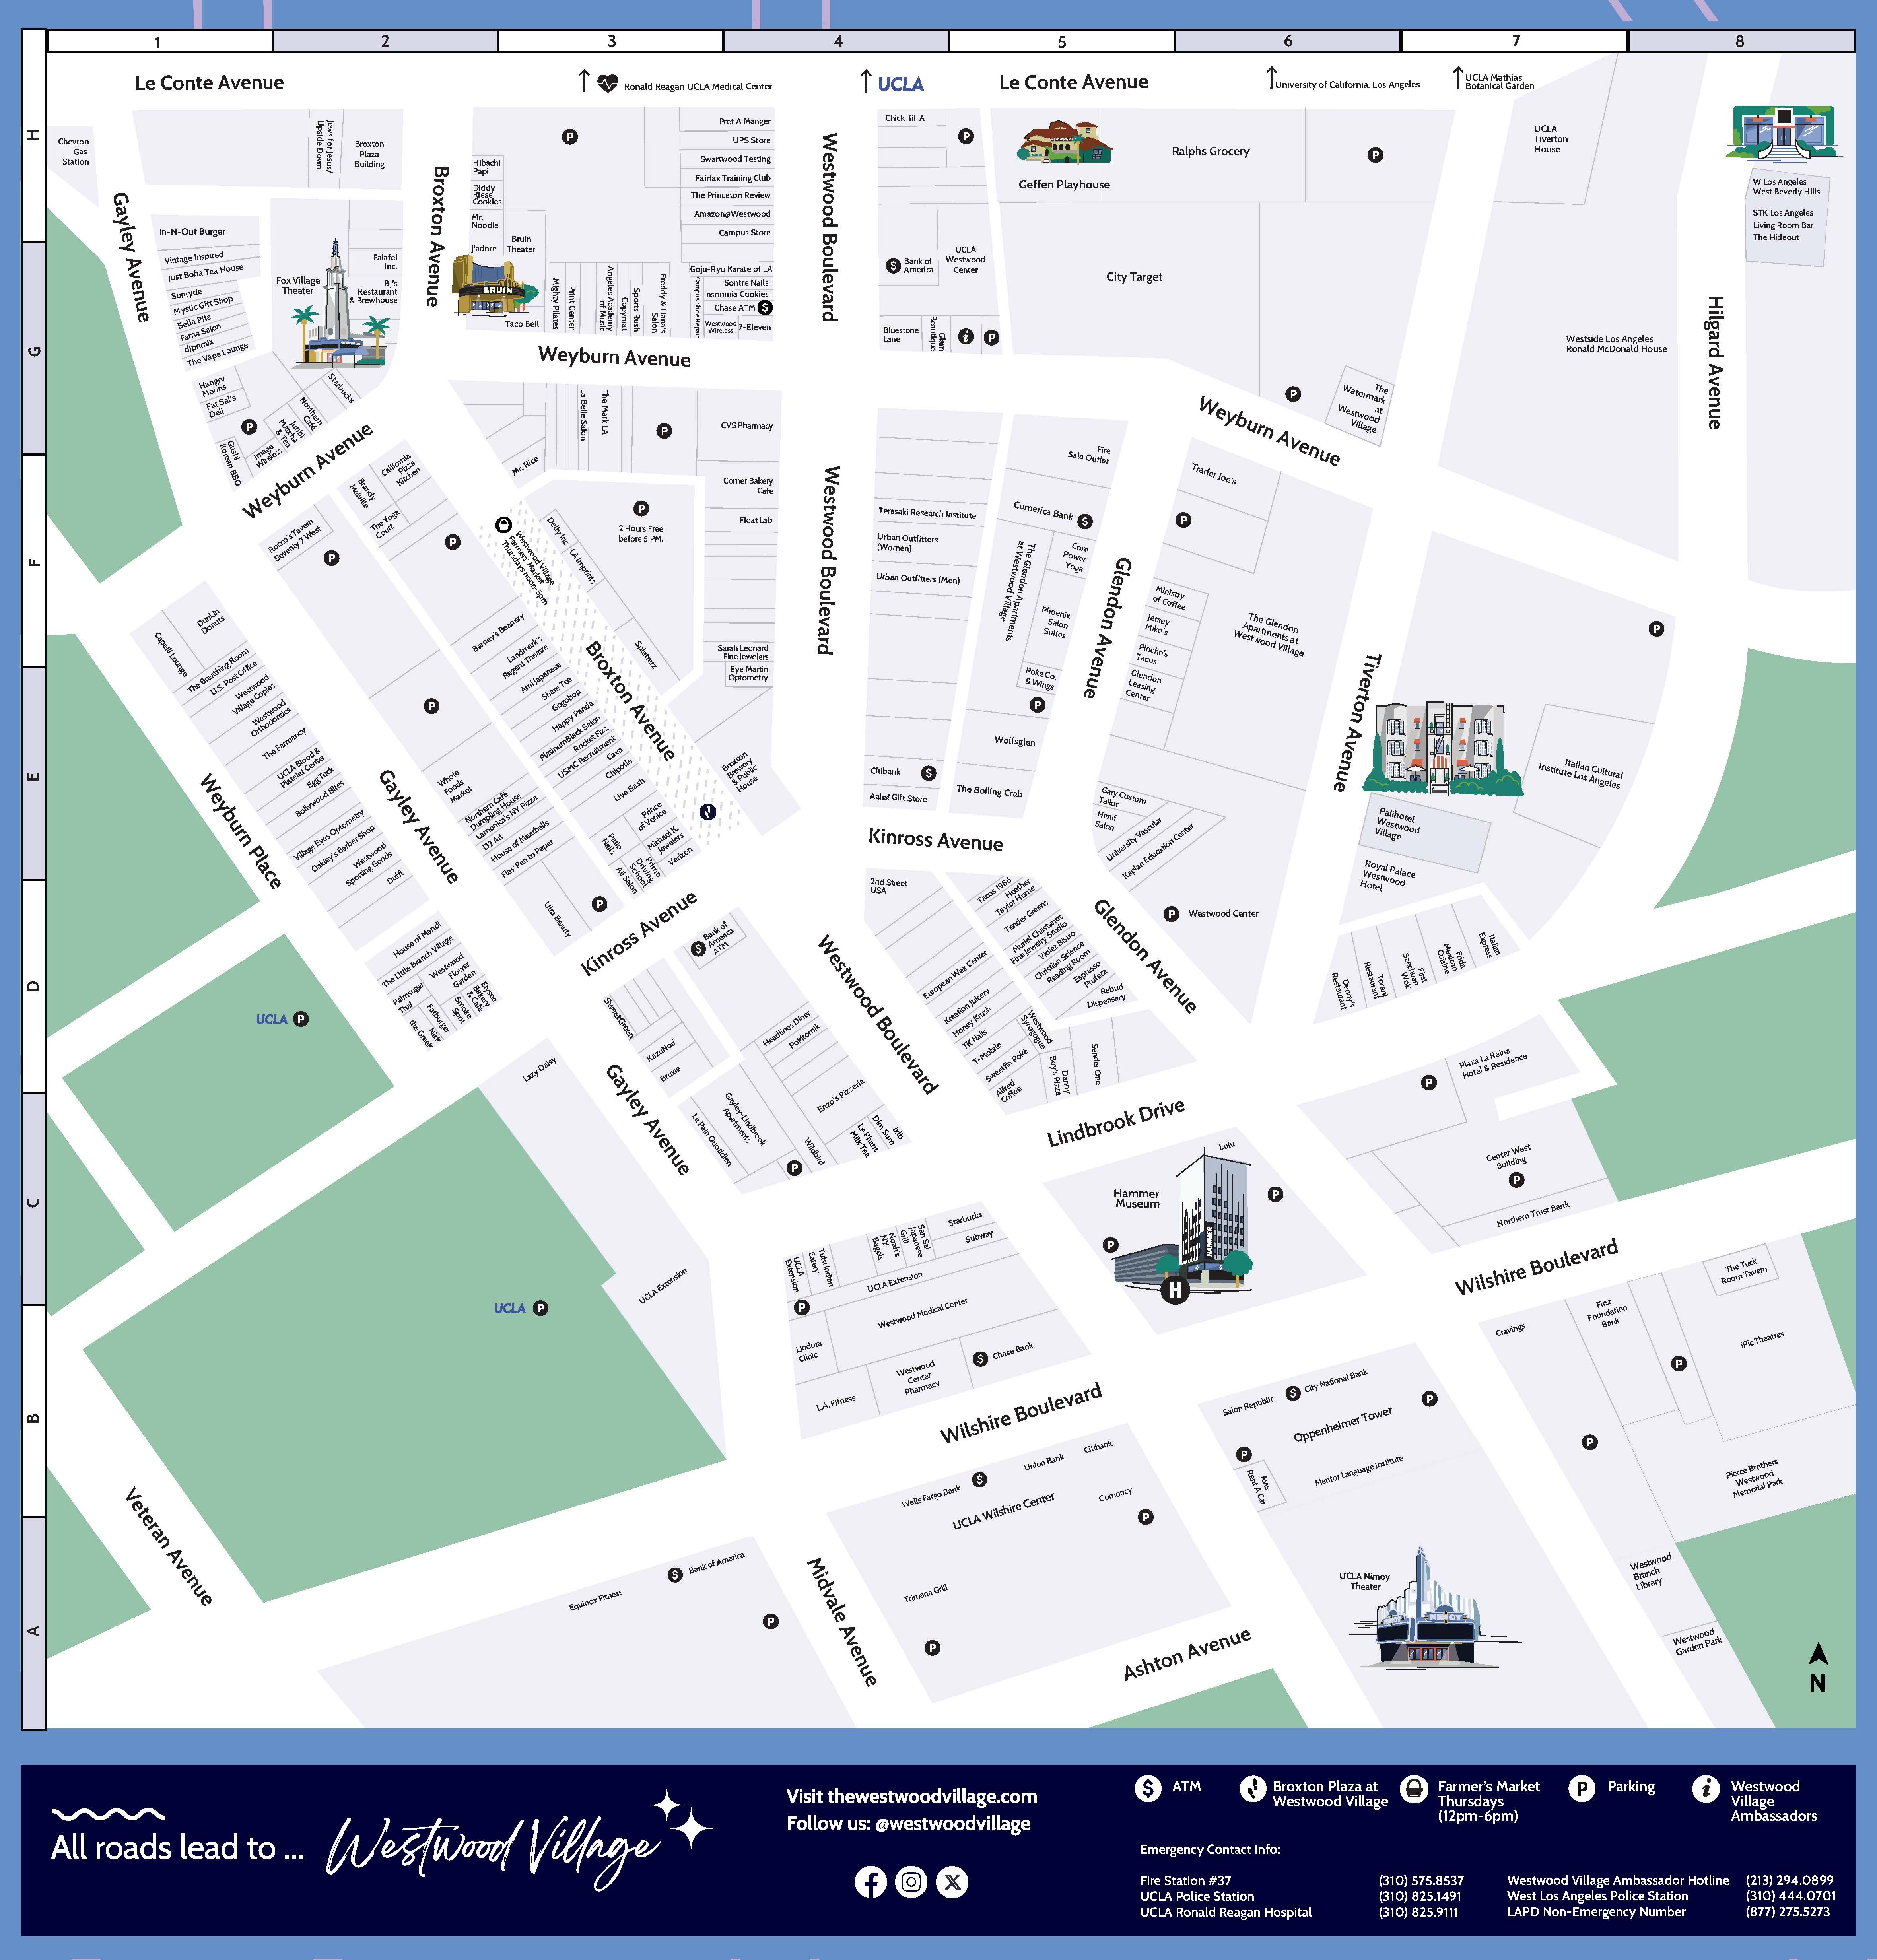 1 2 3 4 5 6 7 8
H
G
F
E
D
C
B
A
Le Conte Avenue
Ronald Reagan UCLA Medical Center
UCLA
Le Conte Avenue
University of California, Los Angeles
UCLA Mathias
Botanical Garden
Chevron
Gas
Station
Jews for Jesus/
Upside Down
Broxton
Plaza
Building
Gayley Avenue
Broxton Avenue
P
Hibachi
Papi
Diddy
Riese
Cookies
Mr.
Noodle
J'adore
Bruin
Theater
BRUIN
Taco Bell
Pret A Manger
UPS Store
Swartwood Testing
Fairfax Training Club
The Princeton Review
Amazon@Westwood
Campus Store
Goju-Ryu Karate of LA
Sontre Nails
Insomnia Cookies
Chase ATM $
Westwood
Wireless
7-Eleven
Campus Shoe Repair
Freddy & Liana's
Salon
Sports Rush
Copymat
Angeles Academy
of Music
Print Center
Mighty Pilates
Westwood Boulevard
Chick-fil-A
P
$ Bank of
America
UCLA
Westwood
Center
Bluestone
Lane
Beautique
Glam
i P
Geffen Playhouse
Ralphs Grocery
P
City Target
P
The
Watermark
at
Westwood
Village
UCLA
Tiverton
House
Westside Los Angeles
Ronald McDonald House
Hilgard Avenue
W Los Angeles
West Beverly Hills
STK Los Angeles
Living Room Bar
The Hideout
In-N-Out Burger
Vintage Inspired
Just Boba Tea House
Sunryde
Mystic Gift Shop
Bella Pita
Fama Salon
dipnmix
The Vape Lounge
Hangry
Moons
Fat Sal's
Deli
P
Gushi
Korean BBQ
Image
Wireless
Junbi
Matcha
& Tea
Northern
Café
Starbucks
Fox Village
Theater
Falafel
Inc.
BJ's
Restaurant
& Brewhouse
Weyburn Avenue
Weyburn Avenue
Weyburn Avenue
La Belle Salon
The Mark LA
P
CVS Pharmacy
Mr. Rice
Corner Bakery
Cafe
Float Lab
P
2 Hours Free
before 5 PM.
Delfy Inc.
LA Imprints
Splatterz
Westwood Village
Farmers' Market
Thursdays noon-5pm
Sarah Leonard
Fine Jewelers
Eye Martin
Optometry
Broxton
Brewery
& Public
House
Broxton Avenue
Rocco's Tavern
Seventy 7 West
P
Brandy
Melville
California
Pizza
Kitchen
The Yoga
Court
P
P
Barney's Beanery
Landmark's
Regent Theatre
Ami Japanese
Share Tea
Gogobop
Happy Panda
PlatinumBlack Salon
Rocket Fizz
USMC Recruitment
Cava
Chipotle
Live Bash
Prince
of Venice
Michael K.
Jewelers
Verizon
Patio
Nails
Primo
Driving
School
Ali Salon
Whole
Foods
Market
Northern Café
Dumpling House
Lamonica's NY Pizza
D2 Art
House of Meatballs
Flax Pen to Paper
Ulta Beauty
P
Capelli Lounge
Dunkin
Donuts
The Breathing Room
U.S. Post Office
Westwood
Village Copies
Westwood
Orthodontics
The Farmancy
UCLA Blood &
Platelet Center
Egg Tuck
Bollywood Bites
Village Eyes Optometry
Oakley's Barber Shop
Westwood
Sporting Goods
Duffl
Weyburn Place
Gayley Avenue
House of Mandi
The Little Branch Village
Westwood
Flower
Garden
Elysee
Bakery
& Cafe
Palmsugar
Thai
Fatburger
Smoke
Spot
Nick
the Greek
Westwood Boulevard
Terasaki Research Institute
Urban Outfitters
(Women)
Urban Outfitters (Men)
Citibank $
Aahs! Gift Store
Fire
Sale Outlet
Comerica Bank $
Core
Power
Yoga
The Glendon Apartments
at Westwood Village
Phoenix
Salon
Suites
Poke Co.
& Wings
P
Wolfsglen
The Boiling Crab
Glendon Avenue
Trader Joe's
P
Ministry
of Coffee
Jersey
Mike's
Pinche's
Tacos
Glendon
Leasing
Center
The Glendon
Apartments at
Westwood Village
Tiverton Avenue
P
Italian Cultural
Institute Los Angeles
Palihotel
Westwood
Village
Royal Palace
Westwood
Hotel
Gary Custom
Tailor
Henri
Salon
University Vascular
Kaplan Education Center
P Westwood Center
Kinross Avenue
Kinross Avenue
2nd Street
USA
Tacos 1986
Heather
Taylor Home
Tender Greens
Muriel Chastanet
Fine Jewelry Studio
Violet Bistro
Christian Science
Reading Room
Espresso
Profeta
Rebud
Dispensary
European Wax Center
Kreation Juicery
Honey Krush
TK Nails
T-Mobile
Sweetfin Poké
Alfred
Coffee
Westwood
Synagogue
Danny
Boy's Pizza
Sender One
Glendon Avenue
Denny's
Restaurant
Toranj
Restaurant
First
Szechuan
Wok
Frida
Mexican
Cuisine
Italian
Express
$ Bank of
America
ATM
SweetGreen
KazuNori
Bruxie
Headlines Diner
Pokitomik
Enzo's Pizzeria
ixlb
Dim Sum
Le Phant
Milk Tea
Wildbird
Gayley-Lindbrook
Apartments
Le Pain Quotidien
P
Westwood Boulevard
Gayley Avenue
Lazy Daisy
UCLA P
UCLA P
UCLA Extension
Lindbrook Drive
P
Plaza La Reina
Hotel & Residence
Center West
Building
P
Northern Trust Bank
Lulu
Hammer
Museum
HAMMER
P
P
H
UCLA
Extension
Tulsi Indian
Eatery
Noah's
NY
Bagels
San Sai
Japanese
Grill
Starbucks
Subway
P
UCLA Extension
Westwood Medical Center
Lindora
Clinic
L.A. Fitness
Westwood
Center
Pharmacy
$ Chase Bank
Wilshire Boulevard
Wilshire Boulevard
The Tuck
Room Tavern
First
Foundation
Bank
Cravings
iPic Theatres
P
P
Pierce Brothers
Westwood
Memorial Park
Salon Republic
$ City National Bank
P
Oppenheimer Tower
P
Avis
Rent A Car
Mentor Language Institute
Wells Fargo Bank
$
Union Bank
Citibank
UCLA Wilshire Center
Comoncy
P
Trimana Grill
P
Veteran Avenue
Equinox Fitness
$ Bank of America
P
Midvale Avenue
Ashton Avenue
UCLA Nimoy
Theater
NIMOY
Westwood
Branch
Library
Westwood
Garden Park
N
All roads lead to ... Westwood Village
Visit thewestwoodvillage.com
Follow us: @westwoodvillage
$ ATM
Broxton Plaza at
Westwood Village
Farmer's Market
Thursdays
(12pm-6pm)
P Parking
i Westwood
Village
Ambassadors
Emergency Contact Info:
Fire Station #37 (310) 575.8537
UCLA Police Station (310) 825.1491
UCLA Ronald Reagan Hospital (310) 825.9111
Westwood Village Ambassador Hotline (213) 294.0899
West Los Angeles Police Station (310) 444.0701
LAPD Non-Emergency Number (877) 275.5273